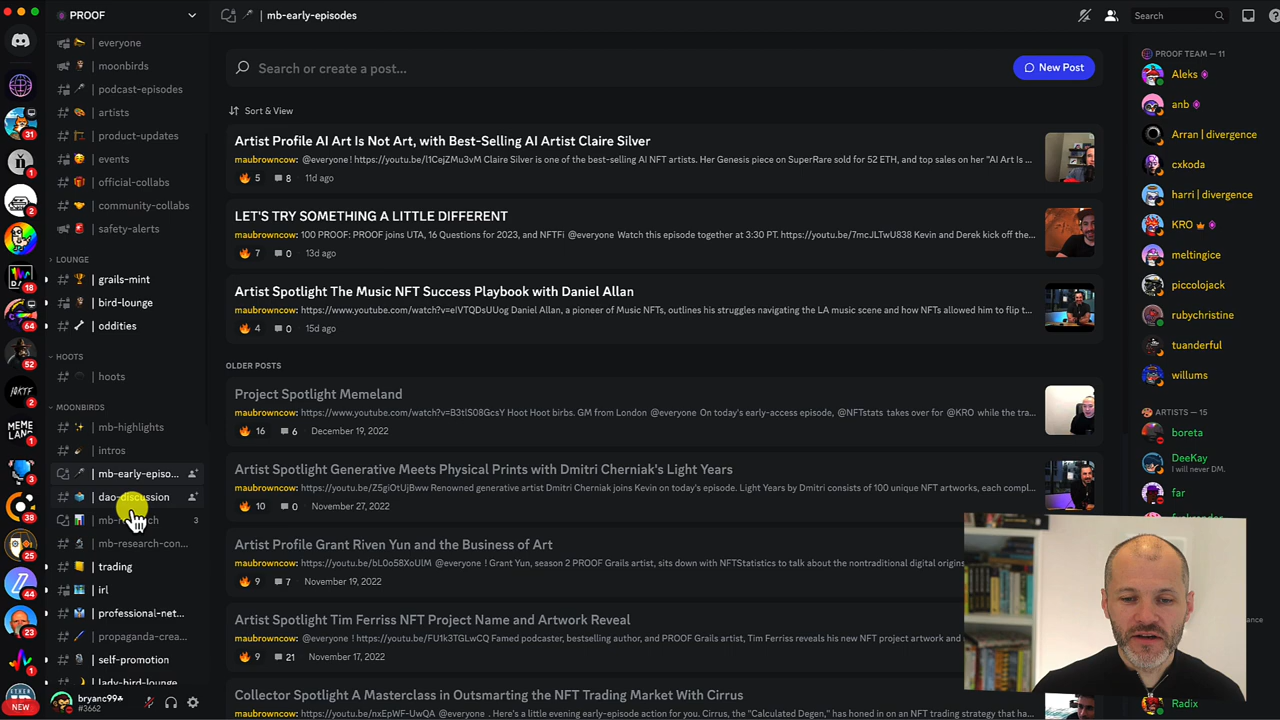 PROOF
| mb-early-episodes
Search
| everyone
| moonbirds
| podcast-episodes
| artists
| product-updates
| events
| official-collabs
| community-collabs
| safety-alerts
LOUNGE
| grails-mint
| bird-lounge
| oddities
HOOTS
| hoots
MOONBIRDS
| mb-highlights
| intros
| mb-early-episo...
| dao-discussion
3
| mb-research-con...
| trading
| irl
| professional-net...
| propaganda-crea...
| self-promotion
| lady-bird-lounge
bryanc99
#3662
31
1
2
18
64
52
2
MEME
LAND
1
3
26
25
44
23
1
NEW
Search or create a post...
New Post
Sort & View
Artist Profile AI Art Is Not Art, with Best-Selling AI Artist Claire Silver
maubrowncow: @everyone! https://youtu.be/l1CejZMu3vM Claire Silver is one of the best-selling AI NFT artists. Her Genesis piece on SuperRare sold for 52 ETH, and top sales on her "AI Art Is ...
5 8 11d ago
LET'S TRY SOMETHING A LITTLE DIFFERENT
maubrowncow: 100 PROOF: PROOF joins UTA, 16 Questions for 2023, and NFTFi @everyone Watch this episode together at 3:30 PT. https://youtu.be/7mcJLTwU838 Kevin and Derek kick off the...
7 0 13d ago
Artist Spotlight The Music NFT Success Playbook with Daniel Allan
maubrowncow: https://www.youtube.com/watch?v=eIVTQDsUUog Daniel Allan, a pioneer of Music NFTs, outlines his struggles navigating the LA music scene and how NFTs allowed him to flip t...
4 0 15d ago
OLDER POSTS
Project Spotlight Memeland
maubrowncow: https://www.youtube.com/watch?v=B3tlS08GcsY Hoot Hoot birbs. GM from London @everyone On today's early-access episode, @NFTstats takes over for @KRO while the tra...
16 6 December 19, 2022
Artist Spotlight Generative Meets Physical Prints with Dmitri Cherniak's Light Years
maubrowncow: https://youtu.be/Z5giOtUjBww Renowned generative artist Dmitri Cherniak joins Kevin on today's episode. Light Years by Dmitri consists of 100 unique NFT artworks, each compl...
10 0 November 27, 2022
Artist Profile Grant Riven Yun and the Business of Art
maubrowncow: https://youtu.be/bL0o58XoUlM @everyone ! Grant Yun, season 2 PROOF Grails artist, sits down with NFTStatistics to talk about the nontraditional digital origins
9 7 November 19, 2022
Artist Spotlight Tim Ferriss NFT Project Name and Artwork Reveal
maubrowncow: @everyone! https://youtu.be/FU1k3TGLwCQ Famed podcaster, bestselling author, and PROOF Grails artist, Tim Ferriss reveals his new NFT project artwork and
9 21 November 17, 2022
Collector Spotlight A Masterclass in Outsmarting the NFT Trading Market With Cirrus
maubrowncow: https://youtu.be/nxEpFWF-UwQA @everyone . Here's a little evening early-episode action for you. Cirrus, the "Calculated Degen," has honed in on an NFT trading strategy that ha...
PROOF TEAM — 11
Aleks
anb
Arran | divergence
cxkoda
harri | divergence
KRO
meltingice
piccolojack
rubychristine
tuanderful
willums
ARTISTS — 15
boreta
DeeKay
I will never DM.
far
Radix